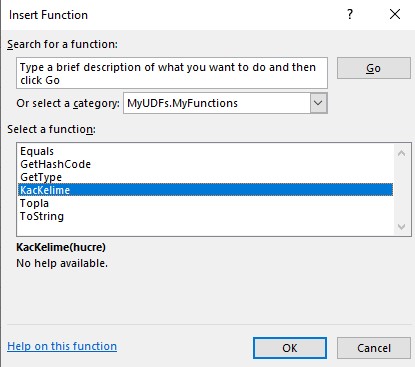 Insert Function
?
Search for a function:
Type a brief description of what you want to do and then
click Go
Go
Or select a category:
MyUDFs.MyFunctions
Select a function:
Equals
GetHashCode
GetType
KacKelime
Topla
ToString
KacKelime(hucre)
No help available.
Help on this function
OK
Cancel